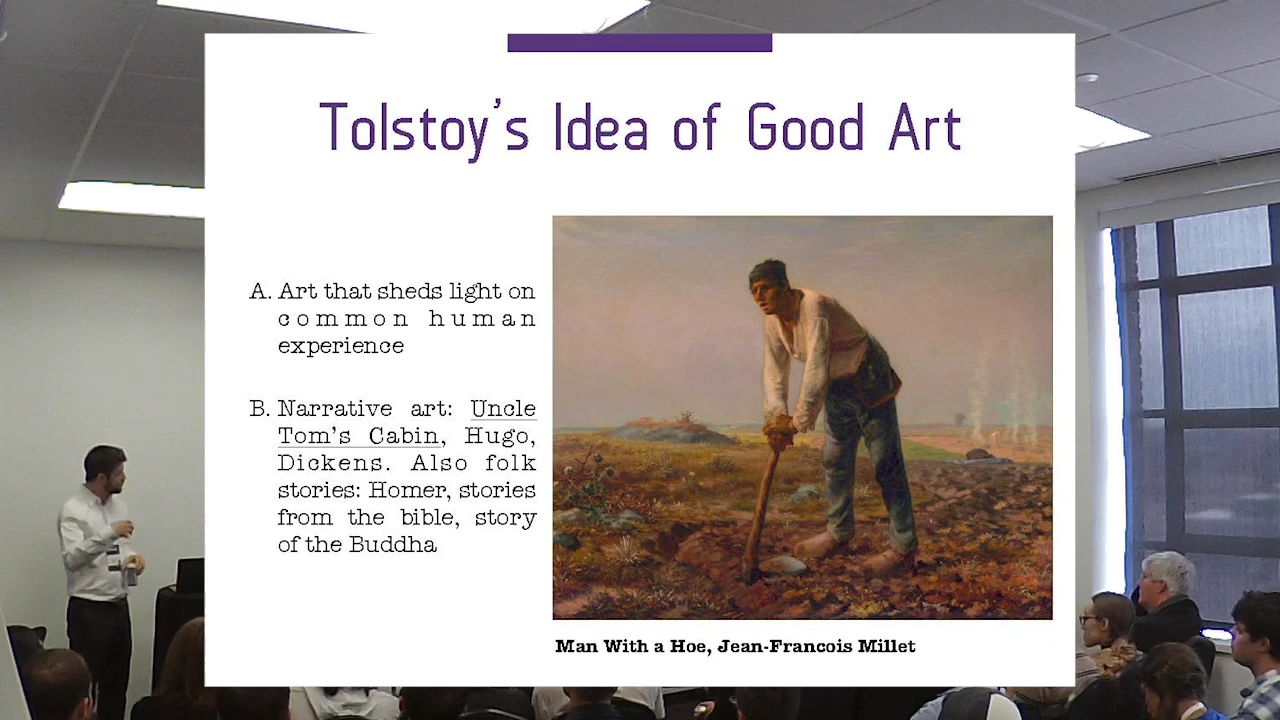 Tolstoy's Idea of Good Art
A. Art that sheds light on
common human
experience
B. Narrative art: Uncle
Tom's Cabin, Hugo,
Dickens. Also folk
stories: Homer, stories
from the bible, story
of the Buddha
Man With a Hoe, Jean-Francois Millet